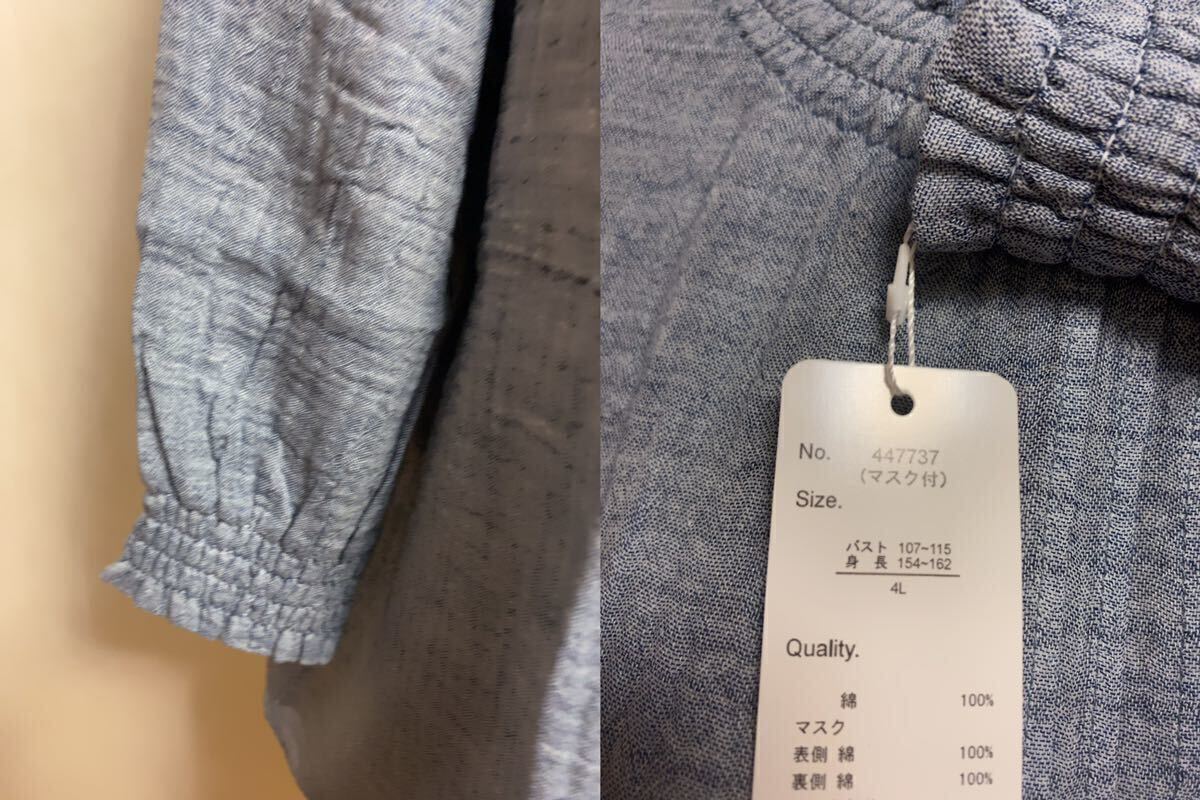 No. 447737
(マスク付)
Size.
バスト 107~115
身 長 154~162
4L
Quality.
綿 100%
マスク
表側 綿 100%
裏側 綿 100%